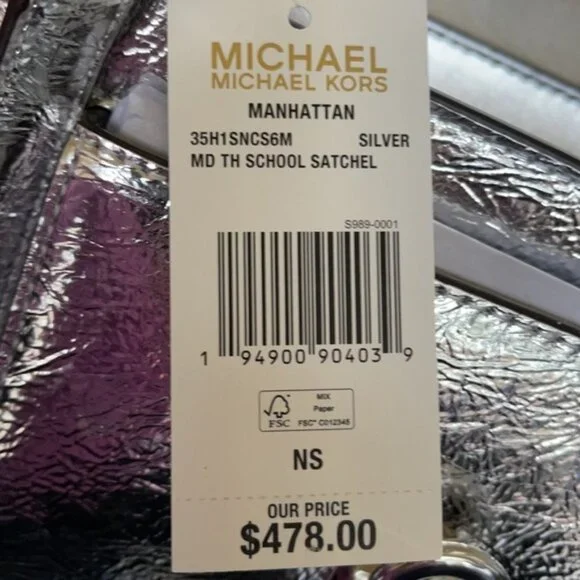 MICHAEL
MICHAEL KORS
MANHATTAN
35H1SNCS6M SILVER
MD TH SCHOOL SATCHEL
S989-0001
1 94900 90403 9
MIX
Paper
FSC FSC® C012345
NS
OUR PRICE
$478.00